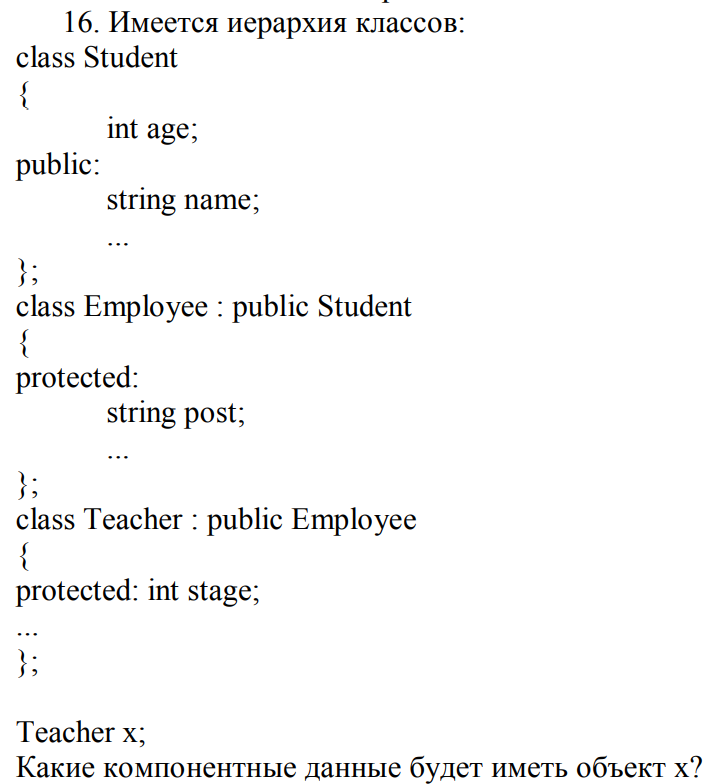 16. Имеется иерархия классов:
class Student
{
int age;
public:
string name;
...
};
class Employee : public Student
{
protected:
string post;
...
};
class Teacher : public Employee
{
protected: int stage;
...
};
Teacher x;
Какие компонентные данные будет иметь объект x?